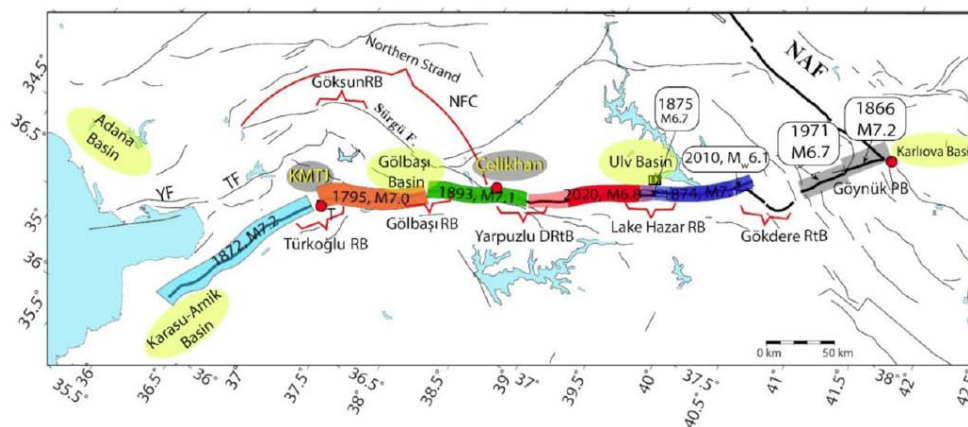 34.5
Northern Strand
NAF
GöksunRB
NFC
1875
M6.7
1866
M7.2
36.5
Adana
Basin
Sürgü F.
1971
M6.7
Gölbaşı
Basin
Çelikhan
Ulv Basin
2010, Mw6.1
Karlıova Basi
KMTJ
YF
TF
1795, M7.0
1893, M7.1
2020, M6.8
1874, M7.1
Göynük PB
35
T
Gölbaşı RB
Türkoğlu RB
Yarpuzlu DRtB
Lake Hazar RB
Gökdere RtB
1872, M7.2
36
Karasu-Amik
Basin
35.5
0 km 50 km
35.5° 36° 36.5 36° 37° 37.5 36.5° 38° 38.5 39° 37° 39.5° 40° 37.5° 40.5° 41° 41.5° 38° 42.2 42.5